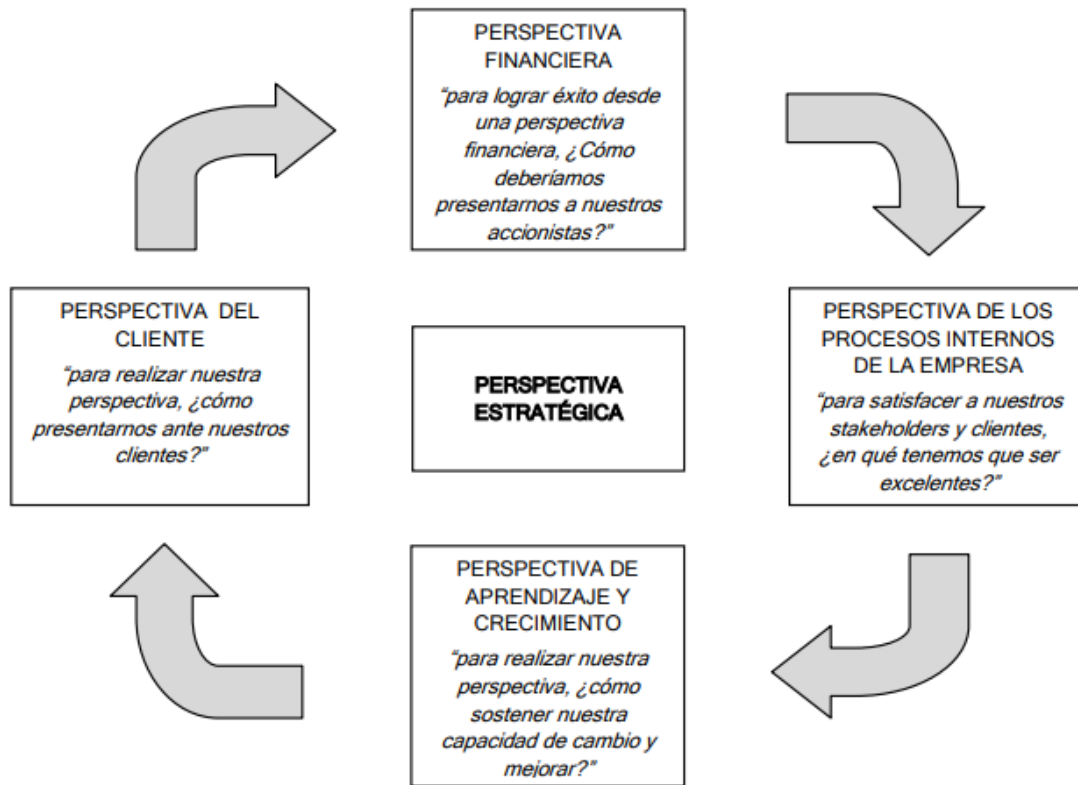 PERSPECTIVA
FINANCIERA
“para lograr éxito desde
una perspectiva
financiera, ¿Cómo
deberíamos
presentarnos a nuestros
accionistas?”
PERSPECTIVA DEL
CLIENTE
“para realizar nuestra
perspectiva, ¿cómo
presentarnos ante nuestros
clientes?”
PERSPECTIVA
ESTRATÉGICA
PERSPECTIVA DE LOS
PROCESOS INTERNOS
DE LA EMPRESA
“para satisfacer a nuestros
stakeholders y clientes,
¿en qué tenemos que ser
excelentes?”
PERSPECTIVA DE
APRENDIZAJE Y
CRECIMIENTO
“para realizar nuestra
perspectiva, ¿cómo
sostener nuestra
capacidad de cambio y
mejorar?”